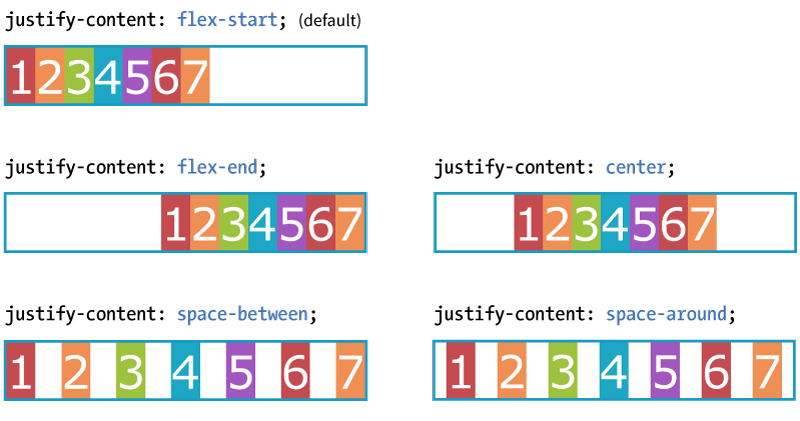 justify-content: flex-start; (default)
1234567
justify-content: flex-end;
1234567
justify-content: center;
1234567
justify-content: space-between;
1 2 3 4 5 6 7
justify-content: space-around;
1 2 3 4 5 6 7